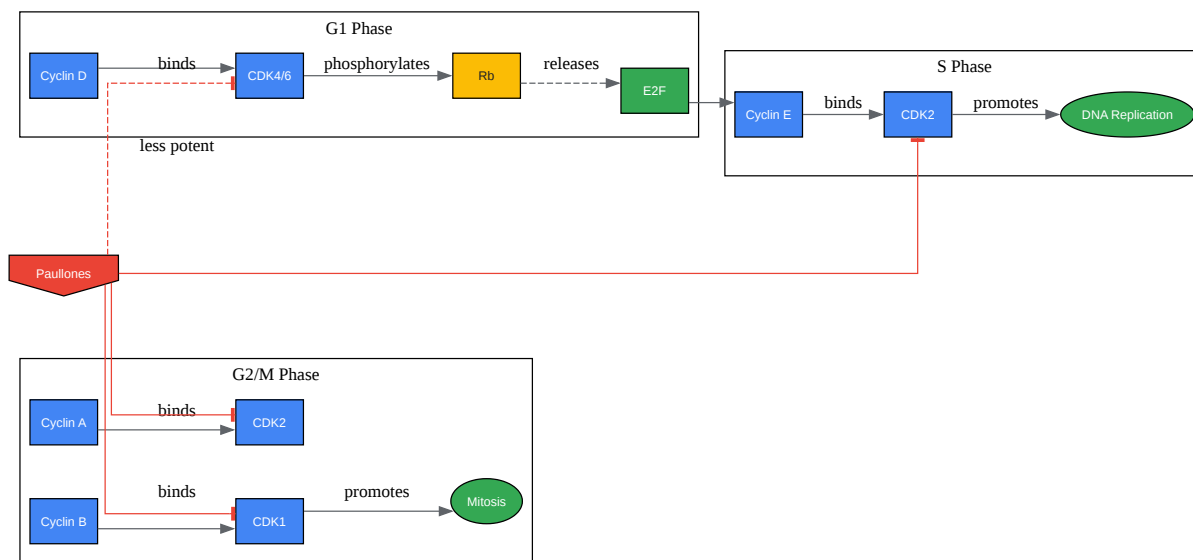 G1 Phase
Cyclin D
binds
CDK4/6
phosphorylates
Rb
releases
E2F
less potent
S Phase
Cyclin E
binds
CDK2
promotes
DNA Replication
Paullones
G2/M Phase
Cyclin A
binds
CDK2
Cyclin B
binds
CDK1
promotes
Mitosis